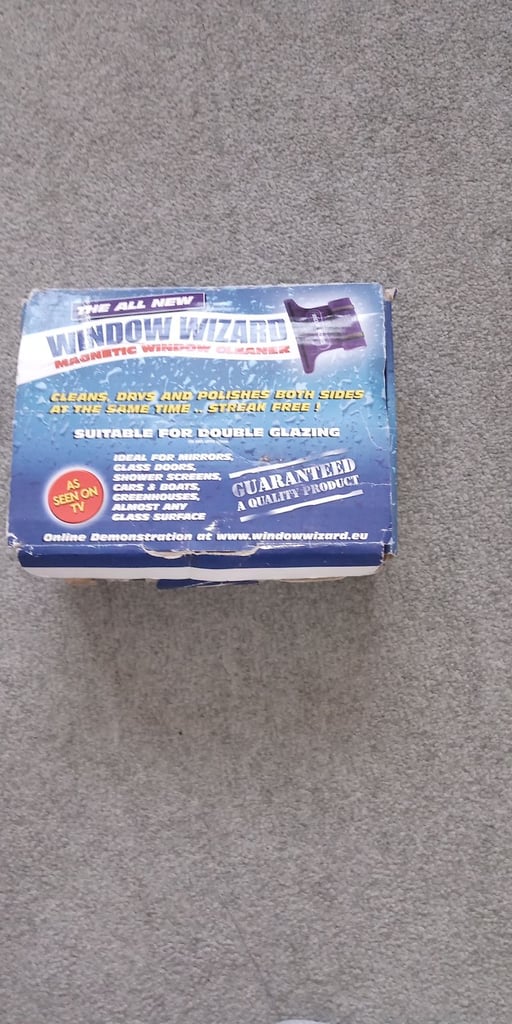 THE ALL NEW
WINDOW WIZARD
MAGNETIC WINDOW CLEANER
CLEANS, DRYS AND POLISHES BOTH SIDES
AT THE SAME TIME .. STREAK FREE !
SUITABLE FOR DOUBLE GLAZING
IDEAL FOR MIRRORS,
GLASS DOORS,
SHOWER SCREENS,
CARS & BOATS,
GREENHOUSES,
ALMOST ANY
GLASS SURFACE
AS
SEEN ON
TV
GUARANTEED
A QUALITY PRODUCT
Online Demonstration at www.windowwizard.eu